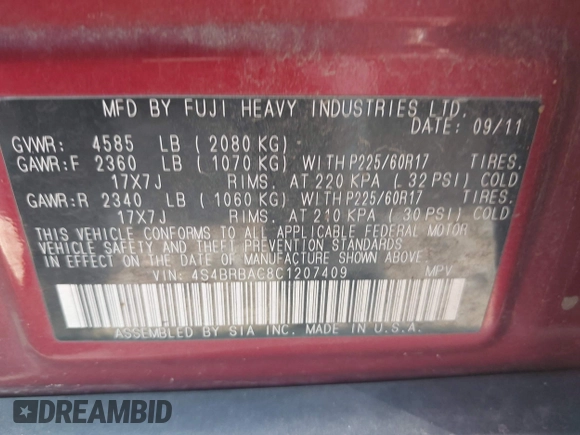 MFD BY FUJI HEAVY INDUSTRIES LTD.
DATE: 09/11
GVWR: 4585 LB (2080 KG)
GAWR:F 2360 LB (1070 KG) WITH P225/60R17 TIRES.
17X7J RIMS. AT 220 KPA ( 32 PSI) COLD
GAWR:R 2340 LB (1060 KG) WITH P225/60R17 TIRES.
17X7J RIMS. AT 210 KPA ( 30 PSI) COLD
THIS VEHICLE CONFORMS TO ALL APPLICABLE FEDERAL MOTOR
VEHICLE SAFETY AND THEFT PREVENTION STANDARDS
IN EFFECT ON THE DATE OF MANUFACTURE SHOWN ABOVE.
VIN: 4S4BRBAC8C1207409 MPV
ASSEMBLED BY SIA INC. MADE IN U.S.A.
DREAMBID